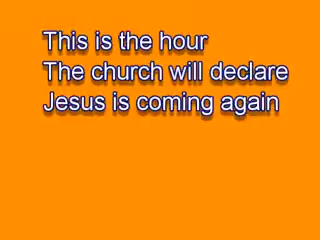 This is the hour
The church will declare
Jesus is coming again